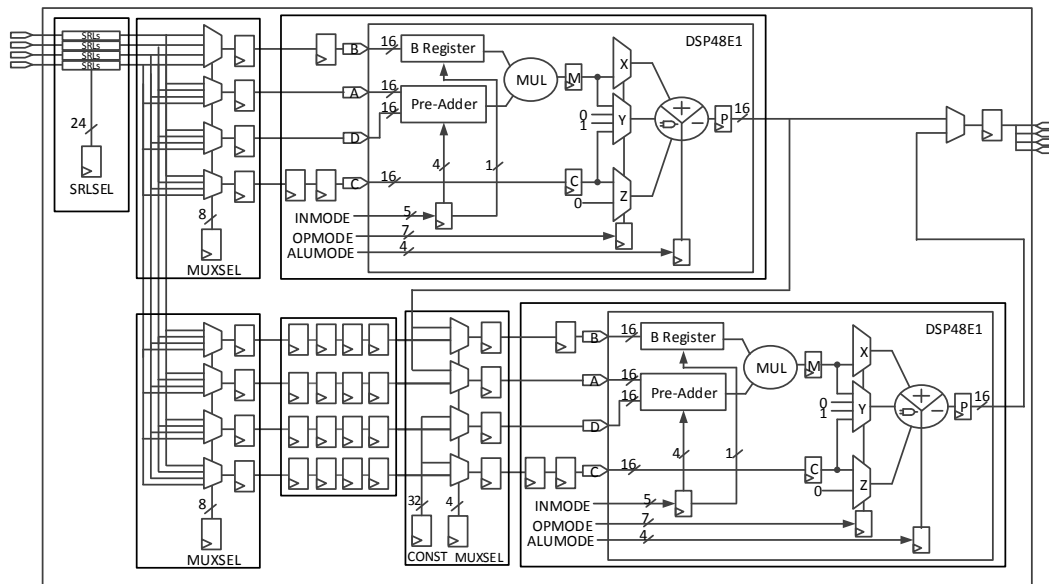 SRLs
SRLs
SRLs
SRLs
24
SRLSEL
8
MUXSEL
DSP48E1
B
16
B Register
A
16
16
Pre-Adder
D
MUL
M
X
0
1
Y
P
16
4
1
C
16
C
0
Z
INMODE
5
OPMODE
7
ALUMODE
4
8
MUXSEL
32
CONST
4
MUXSEL
DSP48E1
B
16
B Register
A
16
16
Pre-Adder
D
MUL
M
X
0
1
Y
P
16
4
1
C
16
C
0
Z
INMODE
5
OPMODE
7
ALUMODE
4